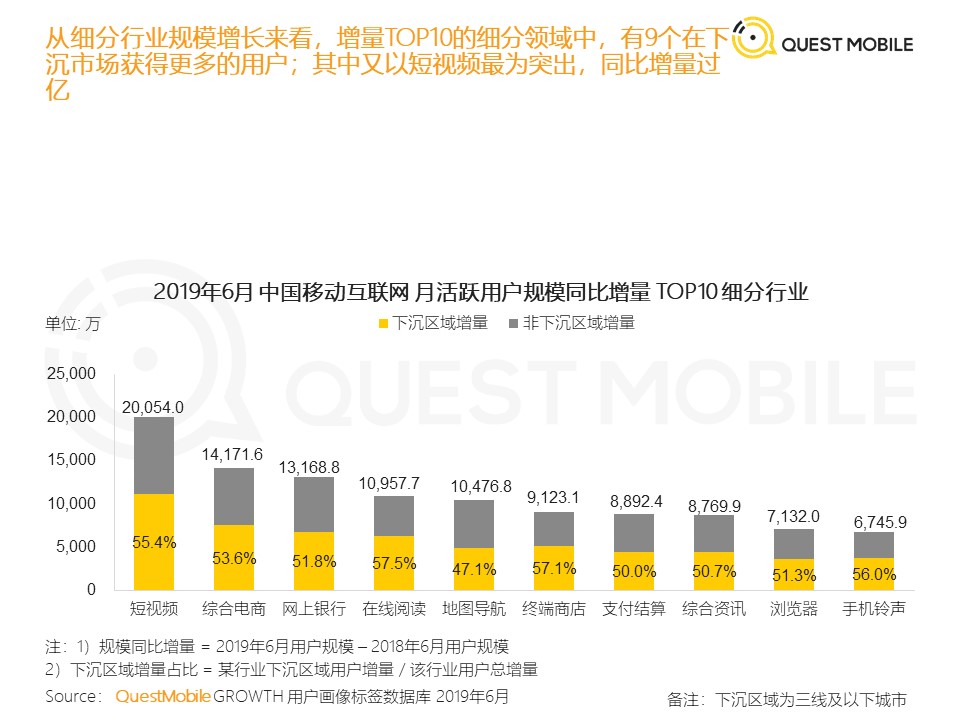 从细分行业规模增长来看，增量TOP10的细分领域中，有9个在下
沉市场获得更多的用户；其中又以短视频最为突出，同比增量过
亿
QUEST MOBILE
2019年6月 中国移动互联网 月活跃用户规模同比增量 TOP10 细分行业
单位: 万
下沉区域增量 非下沉区域增量
QUEST MOBILE
25,000
20,000
15,000
10,000
5,000
0
20,054.0 14,171.6 13,168.8 10,957.7 10,476.8 9,123.1 8,892.4 8,769.9 7,132.0 6,745.9
55.4% 53.6% 51.8% 57.5% 47.1% 57.1% 50.0% 50.7% 51.3% 56.0%
短视频 综合电商 网上银行 在线阅读 地图导航 终端商店 支付结算 综合资讯 浏览器 手机铃声
注：1）规模同比增量 = 2019年6月用户规模 – 2018年6月用户规模
2）下沉区域增量占比 = 某行业下沉区域用户增量 / 该行业用户总增量
Source： QuestMobile GROWTH 用户画像标签数据库 2019年6月
备注：下沉区域为三线及以下城市